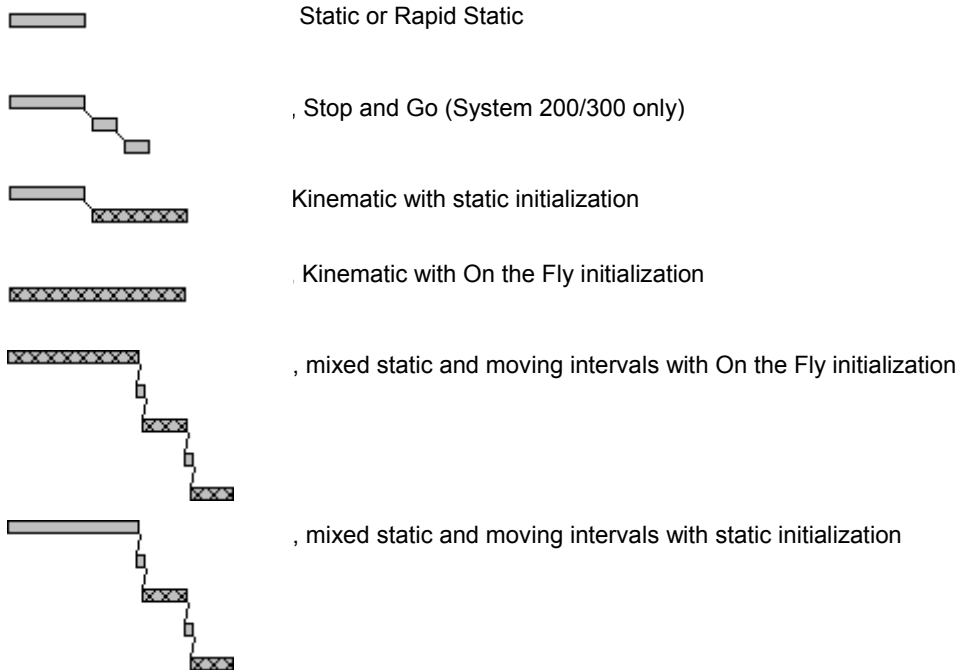 Static or Rapid Static
, Stop and Go (System 200/300 only)
Kinematic with static initialization
, Kinematic with On the Fly initialization
, mixed static and moving intervals with On the Fly initialization
, mixed static and moving intervals with static initialization